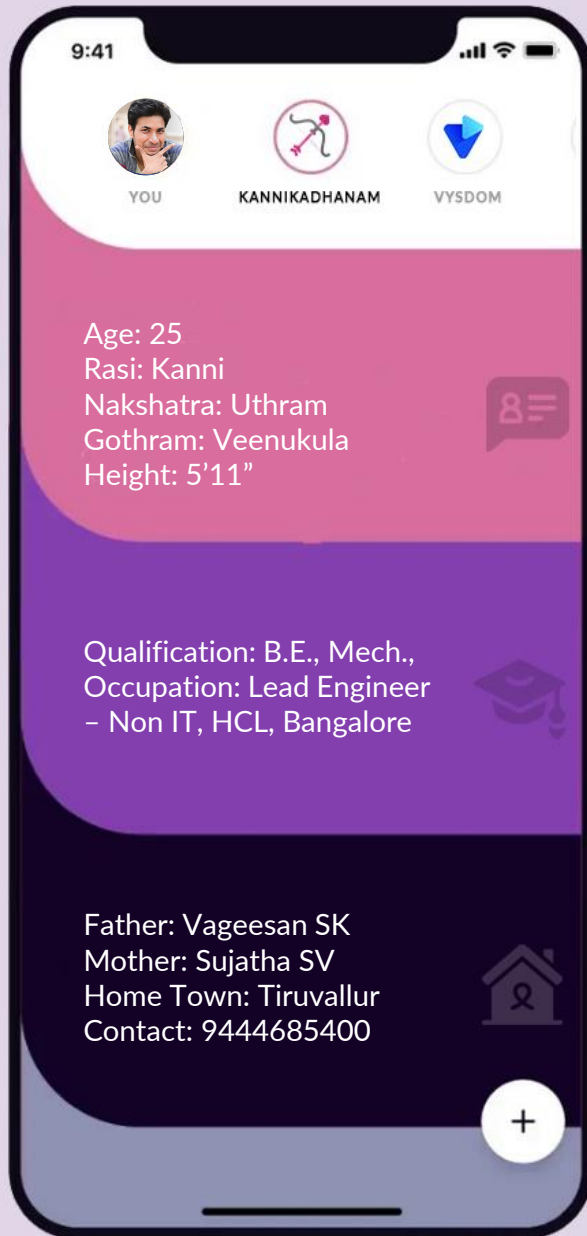 9:41
YOU
KANNIKADHANAM
VYSDOM
Age: 25
Rasi: Kanni
Nakshatra: Uthram
Gothram: Veenukula
Height: 5’11”
Qualification: B.E., Mech.,
Occupation: Lead Engineer
– Non IT, HCL, Bangalore
Father: Vageesan SK
Mother: Sujatha SV
Home Town: Tiruvallur
Contact: 9444685400